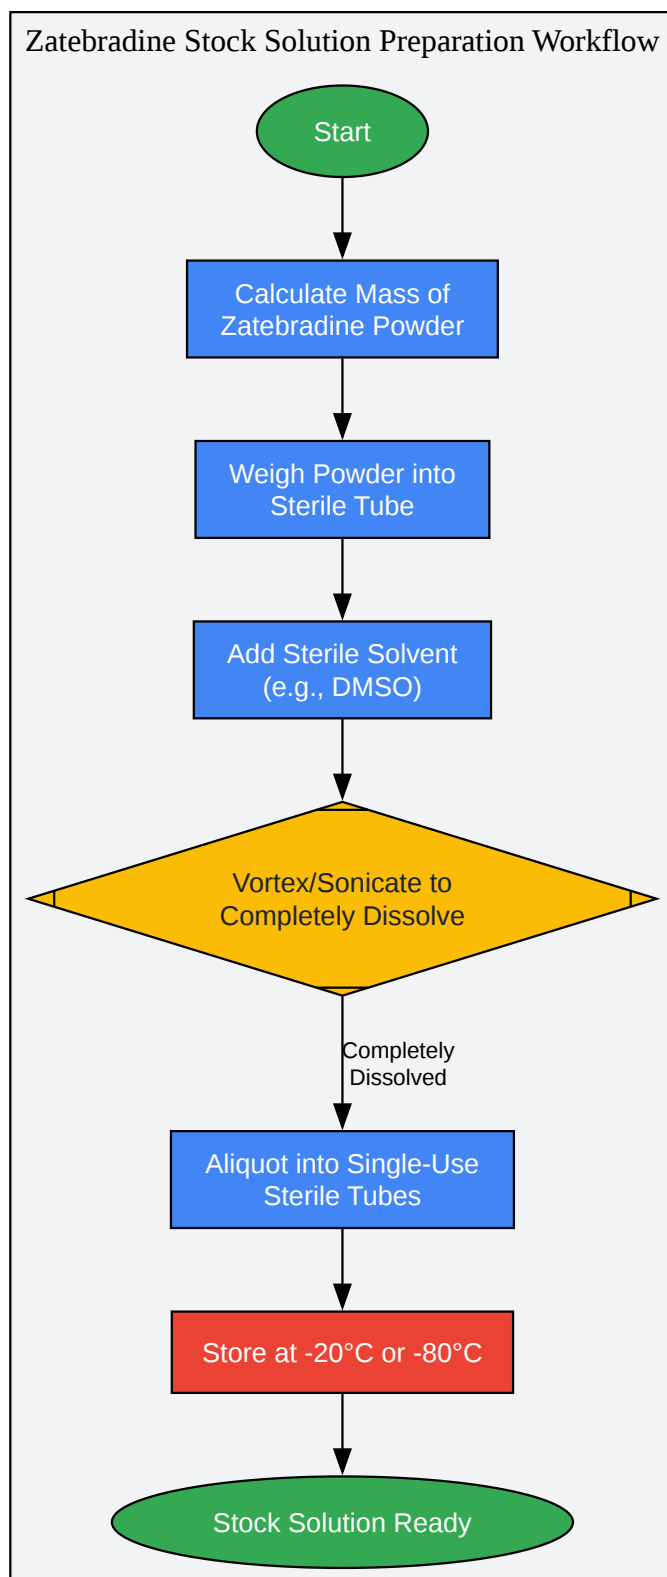 Zatebradine Stock Solution Preparation Workflow
Start
Calculate Mass of
Zatebradine Powder
Weigh Powder into
Sterile Tube
Add Sterile Solvent
(e.g., DMSO)
Vortex/Sonicate to
Completely Dissolve
Completely
Dissolved
Aliquot into Single-Use
Sterile Tubes
Store at -20°C or -80°C
Stock Solution Ready